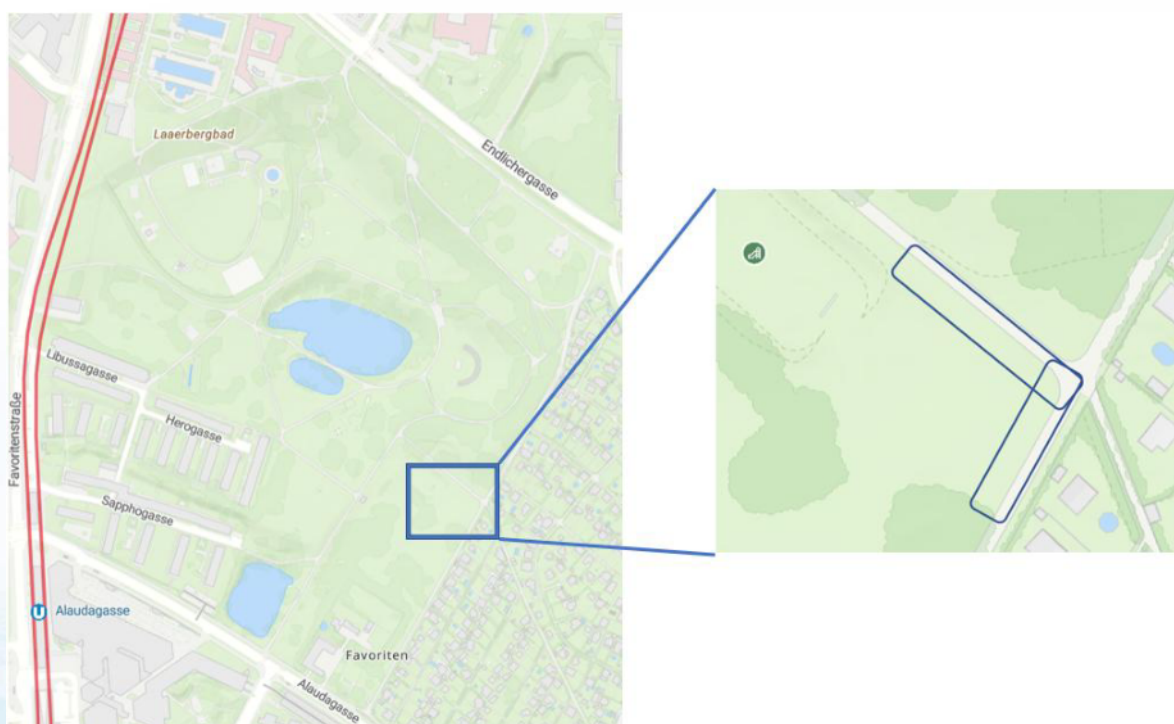 Laaerbergbad
Endlichergasse
Favoritenstraße
Libussagasse
Herogasse
Sapphogasse
U Alaudagasse
Favoriten
Alaudagasse